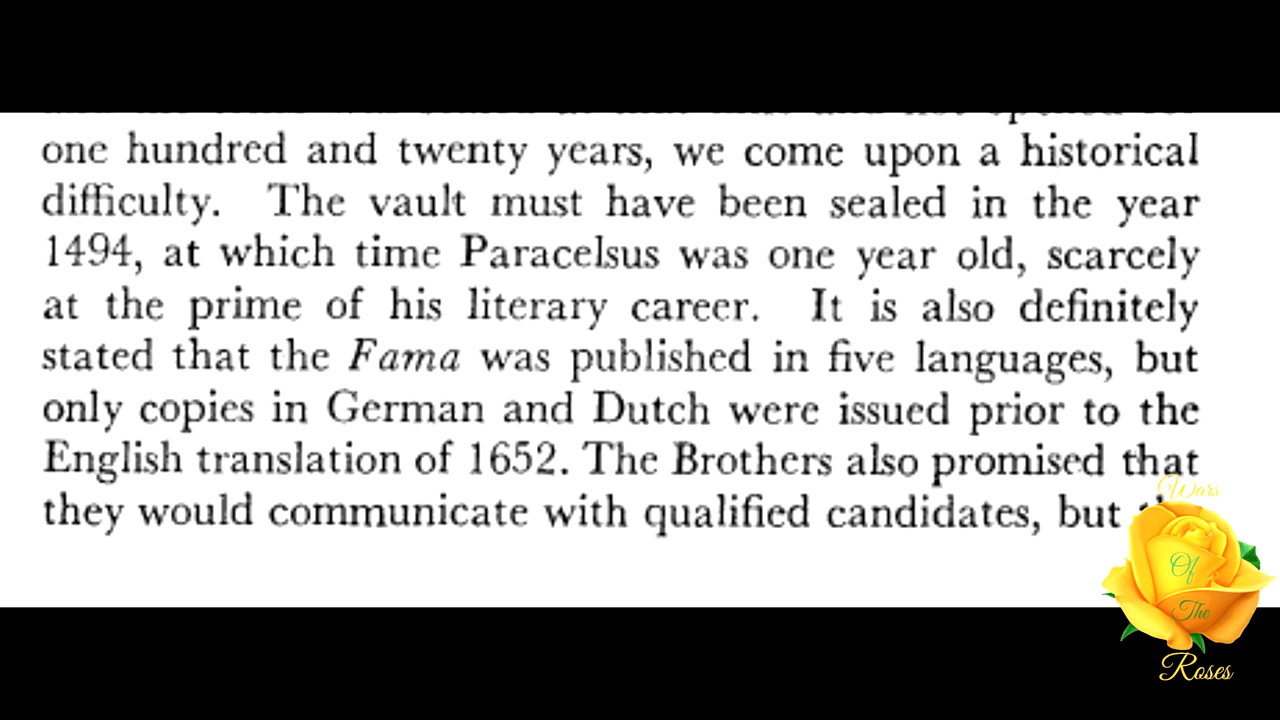 one hundred and twenty years, we come upon a historical
difficulty. The vault must have been sealed in the year
1494, at which time Paracelsus was one year old, scarcely
at the prime of his literary career. It is also definitely
stated that the Fama was published in five languages, but
only copies in German and Dutch were issued prior to the
English translation of 1652. The Brothers also promised that
they would communicate with qualified candidates, but
Wars
Of
The
Roses